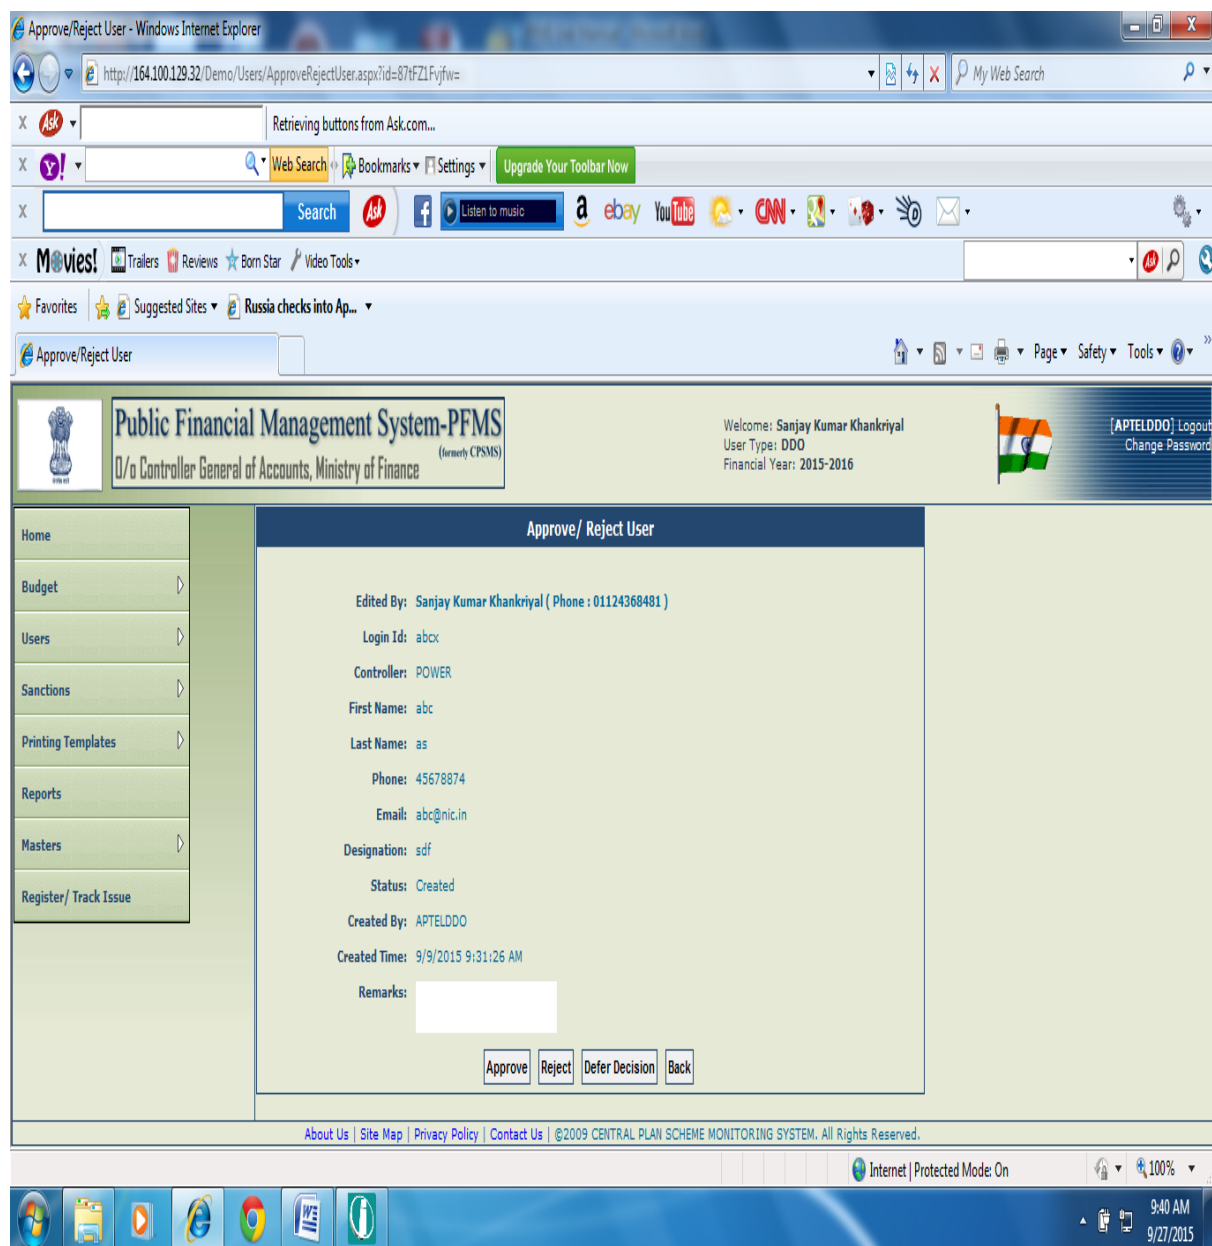 Approve/Reject User - Windows Internet Explorer
http://164.100.129.32/Demo/Users/ApproveRejectUser.aspx?id=87tFZ1Fvjfw=
My Web Search
X Ask Retrieving buttons from Ask.com...
X Y! Web Search Bookmarks Settings Upgrade Your Toolbar Now
X Search Ask f Listen to music a ebay YouTube CNN
X Movies! Trailers Reviews Born Star Video Tools Ask
Favorites Suggested Sites Russia checks into Ap...
Approve/Reject User Page Safety Tools
Public Financial Management System-PFMS
(formerly CPSMS)
O/o Controller General of Accounts, Ministry of Finance
Welcome: Sanjay Kumar Khankriyal
User Type: DDO
Financial Year: 2015-2016
[APTELDDO] Logout
Change Password
Home
Budget
Users
Sanctions
Printing Templates
Reports
Masters
Register/ Track Issue
Approve/ Reject User
Edited By: Sanjay Kumar Khankriyal ( Phone : 01124368481 )
Login Id: abcx
Controller: POWER
First Name: abc
Last Name: as
Phone: 45678874
Email: abc@nic.in
Designation: sdf
Status: Created
Created By: APTELDDO
Created Time: 9/9/2015 9:31:26 AM
Remarks:
Approve Reject Defer Decision Back
About Us | Site Map | Privacy Policy | Contact Us | ©2009 CENTRAL PLAN SCHEME MONITORING SYSTEM. All Rights Reserved.
Internet | Protected Mode: On 100%
9:40 AM
9/27/2015